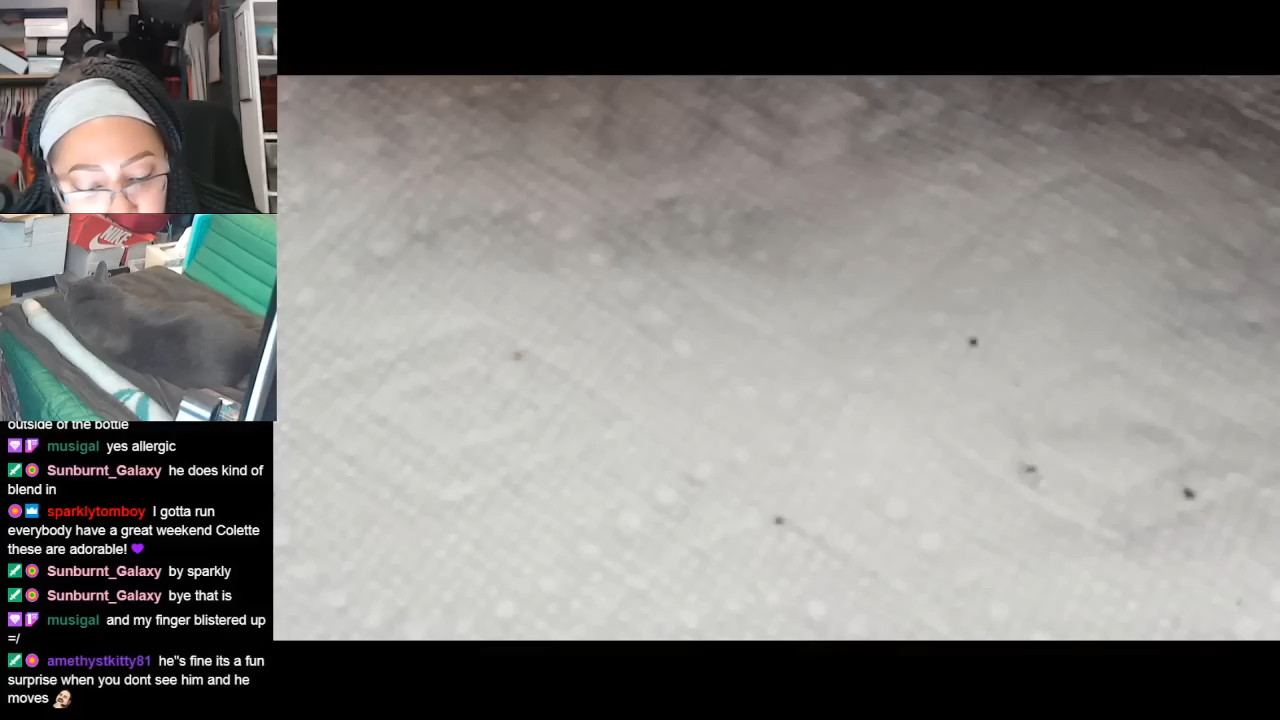 NIKE
outside of the bottle
musigal yes allergic
Sunburnt_Galaxy he does kind of
blend in
sparklytomboy I gotta run
everybody have a great weekend Colette
these are adorable!
Sunburnt_Galaxy by sparkly
Sunburnt_Galaxy bye that is
musigal and my finger blistered up
=/
amethystkitty81 he"s fine its a fun
surprise when you dont see him and he
moves